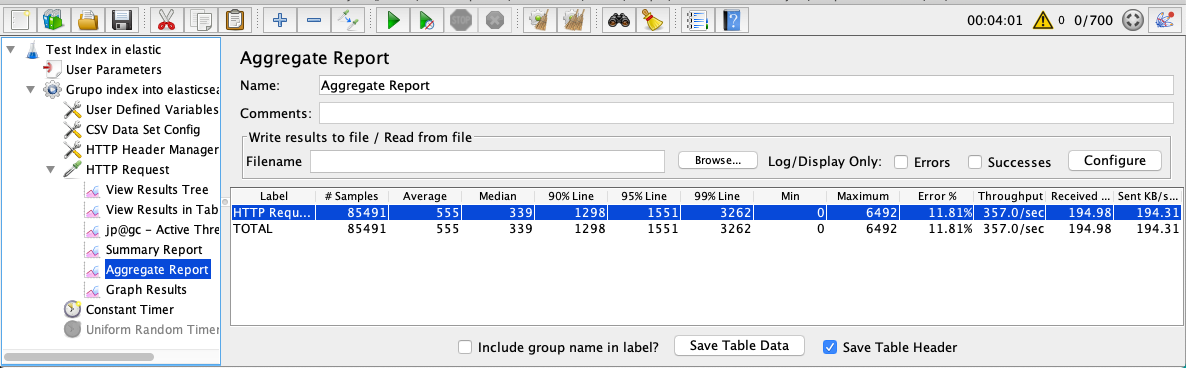 00:04:01 0 0/700
Test Index in elastic
User Parameters
Grupo index into elasticsea
User Defined Variables
CSV Data Set Config
HTTP Header Manager
HTTP Request
View Results Tree
View Results in Tab
jp@gc - Active Thre
Summary Report
Aggregate Report
Graph Results
Constant Timer
Uniform Random Timer
Aggregate Report
Name: Aggregate Report
Comments:
Write results to file / Read from file
Filename Browse... Log/Display Only: Errors Successes Configure
Label # Samples Average Median 90% Line 95% Line 99% Line Min Maximum Error % Throughput Received ... Sent KB/s...
HTTP Requ... 85491 555 339 1298 1551 3262 0 6492 11.81% 357.0/sec 194.98 194.31
TOTAL 85491 555 339 1298 1551 3262 0 6492 11.81% 357.0/sec 194.98 194.31
Include group name in label? Save Table Data Save Table Header